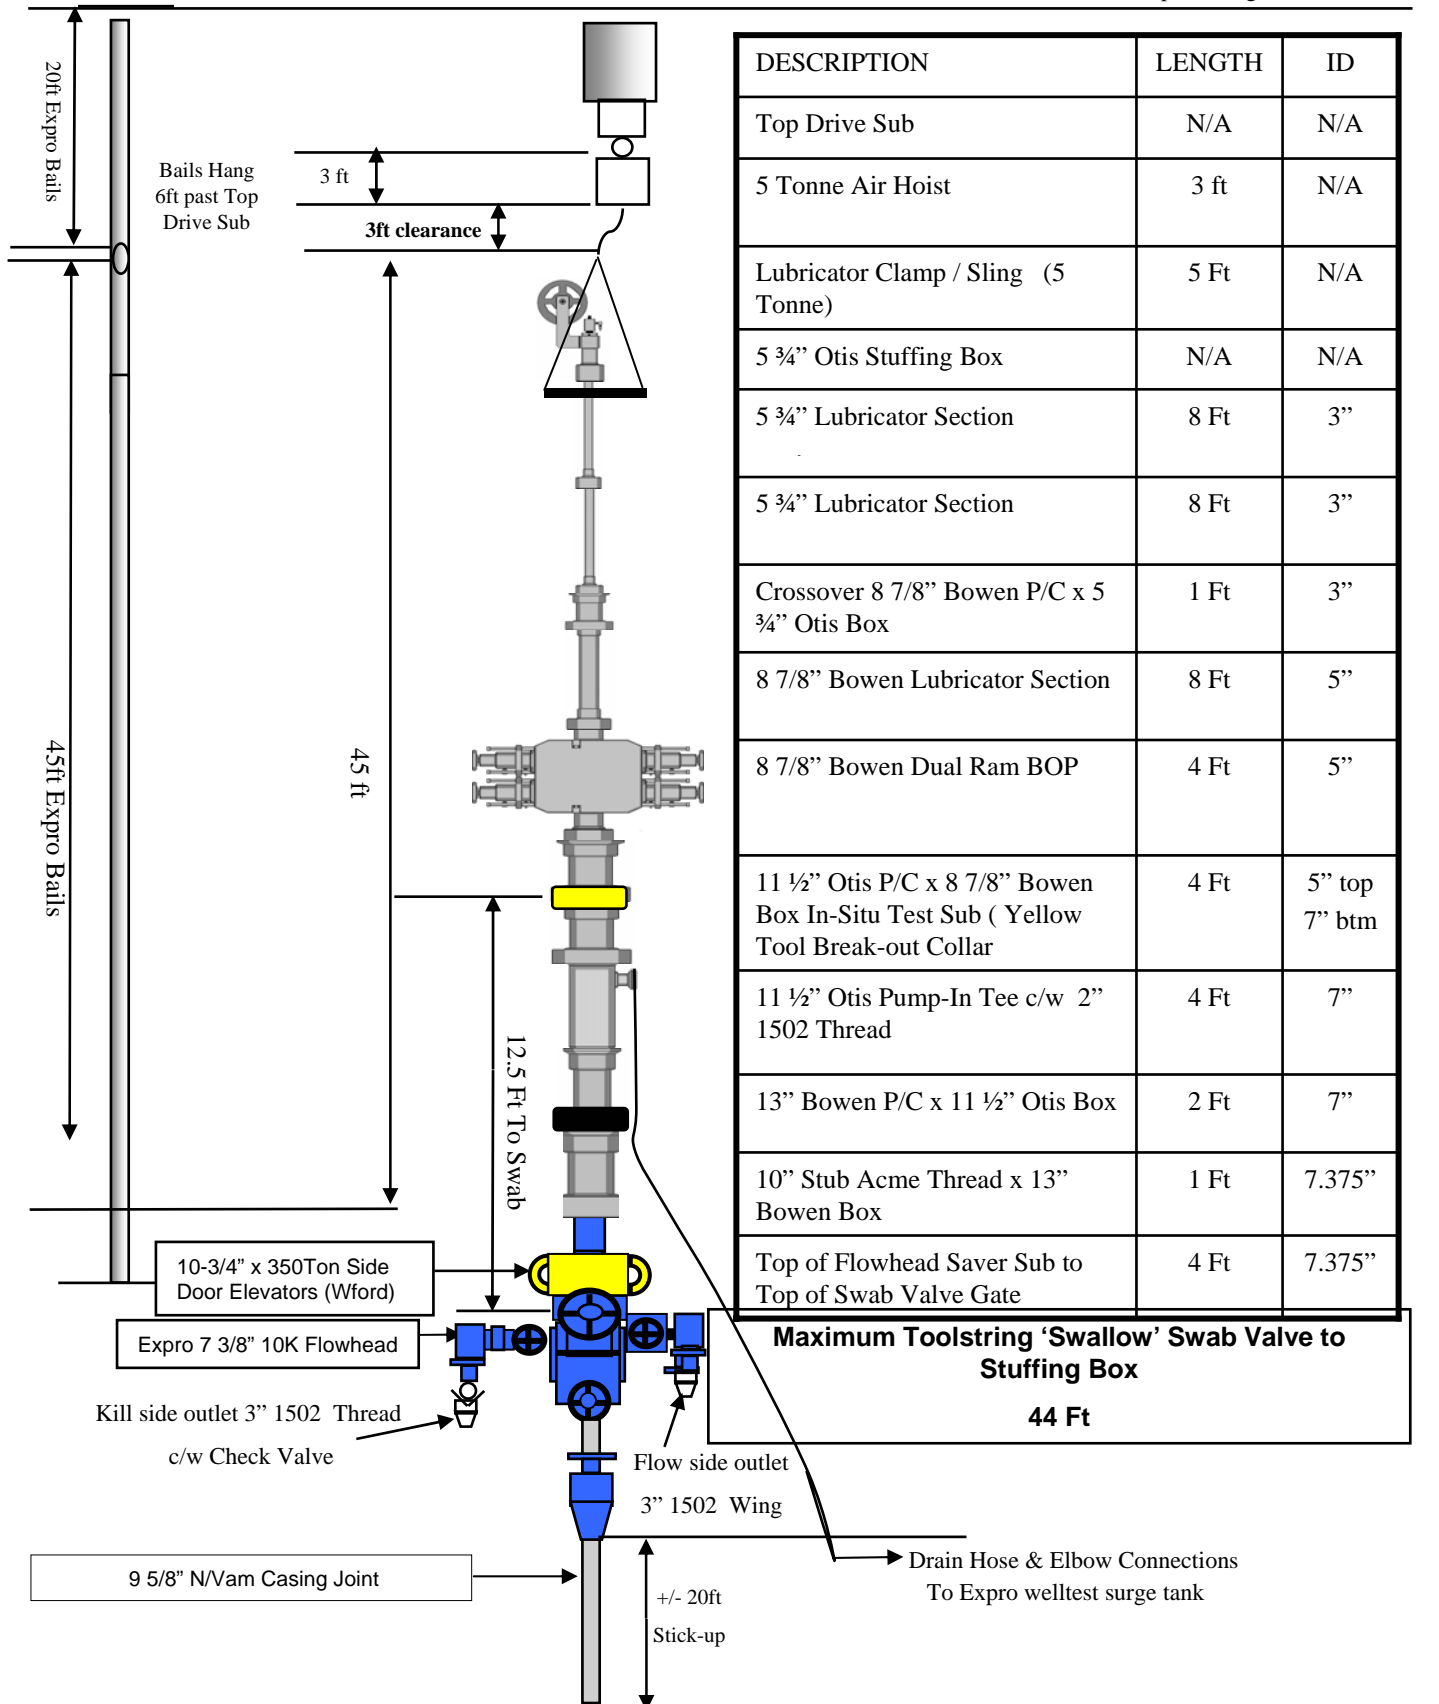 20ft Expro Bails
Bails Hang
6ft past Top
Drive Sub
3 ft
3ft clearance
45ft Expro Bails
45 ft
12.5 Ft To Swab
10-3/4” x 350Ton Side
Door Elevators (Wford)
Expro 7 3/8” 10K Flowhead
Kill side outlet 3” 1502 Thread
c/w Check Valve
Flow side outlet
3” 1502 Wing
9 5/8” N/Vam Casing Joint
+/- 20ft
Stick-up
Drain Hose & Elbow Connections
To Expro welltest surge tank
DESCRIPTION LENGTH ID
Top Drive Sub N/A N/A
5 Tonne Air Hoist 3 ft N/A
Lubricator Clamp / Sling (5 5 Ft N/A
Tonne)
5 ¾” Otis Stuffing Box N/A N/A
5 ¾” Lubricator Section 8 Ft 3”
5 ¾” Lubricator Section 8 Ft 3”
Crossover 8 7/8” Bowen P/C x 5 1 Ft 3”
¾” Otis Box
8 7/8” Bowen Lubricator Section 8 Ft 5”
8 7/8” Bowen Dual Ram BOP 4 Ft 5”
11 ½” Otis P/C x 8 7/8” Bowen 4 Ft 5” top
Box In-Situ Test Sub ( Yellow 7” btm
Tool Break-out Collar
11 ½” Otis Pump-In Tee c/w 2” 4 Ft 7”
1502 Thread
13” Bowen P/C x 11 ½” Otis Box 2 Ft 7”
10” Stub Acme Thread x 13” 1 Ft 7.375”
Bowen Box
Top of Flowhead Saver Sub to 4 Ft 7.375”
Top of Swab Valve Gate
Maximum Toolstring ‘Swallow’ Swab Valve to
Stuffing Box
44 Ft